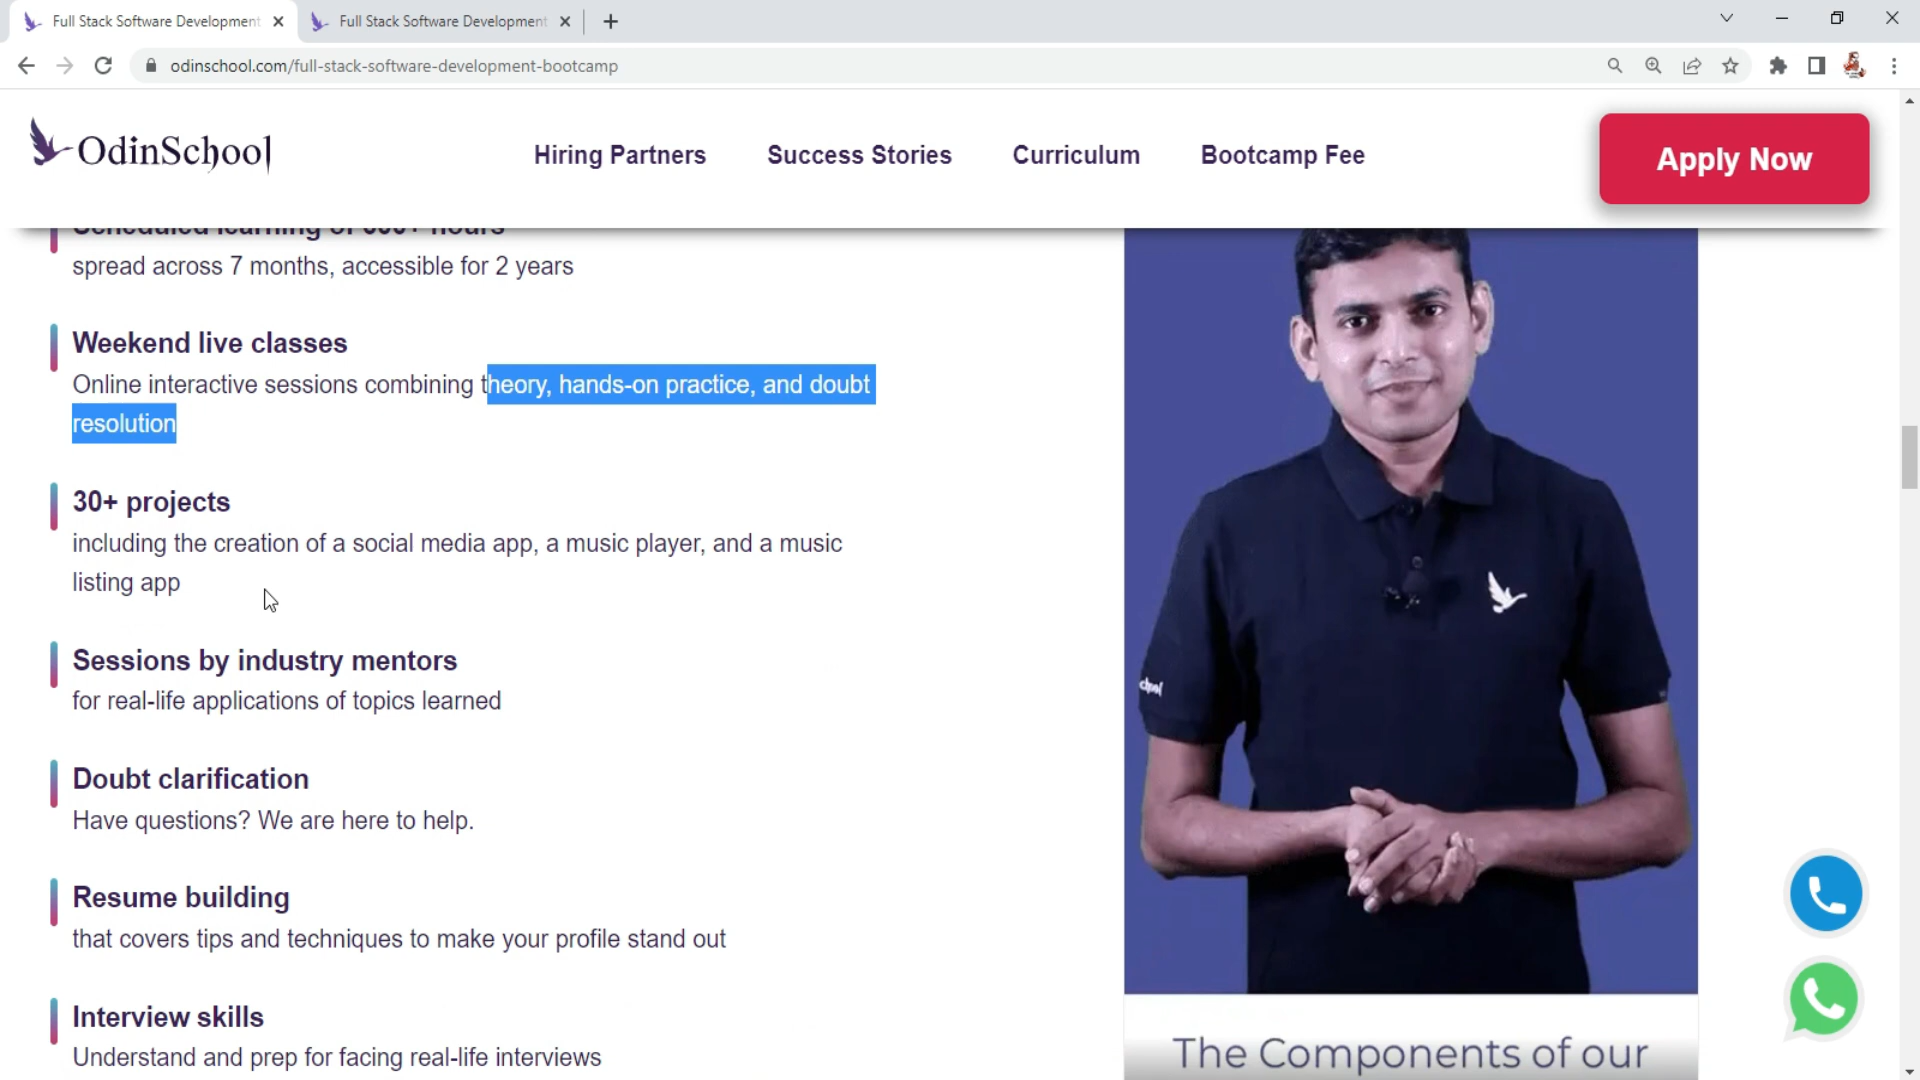 Full Stack Software Development
Full Stack Software Development
odinschool.com/full-stack-software-development-bootcamp
OdinSchool
Hiring Partners
Success Stories
Curriculum
Bootcamp Fee
Apply Now
Scheduled learning of
hours
spread across 7 months, accessible for 2 years
Weekend live classes
Online interactive sessions combining theory, hands-on practice, and doubt
resolution
30+ projects
including the creation of a social media app, a music player, and a music
listing app
Sessions by industry mentors
for real-life applications of topics learned
Doubt clarification
Have questions? We are here to help.
Resume building
that covers tips and techniques to make your profile stand out
Interview skills
Understand and prep for facing real-life interviews
The Components of our